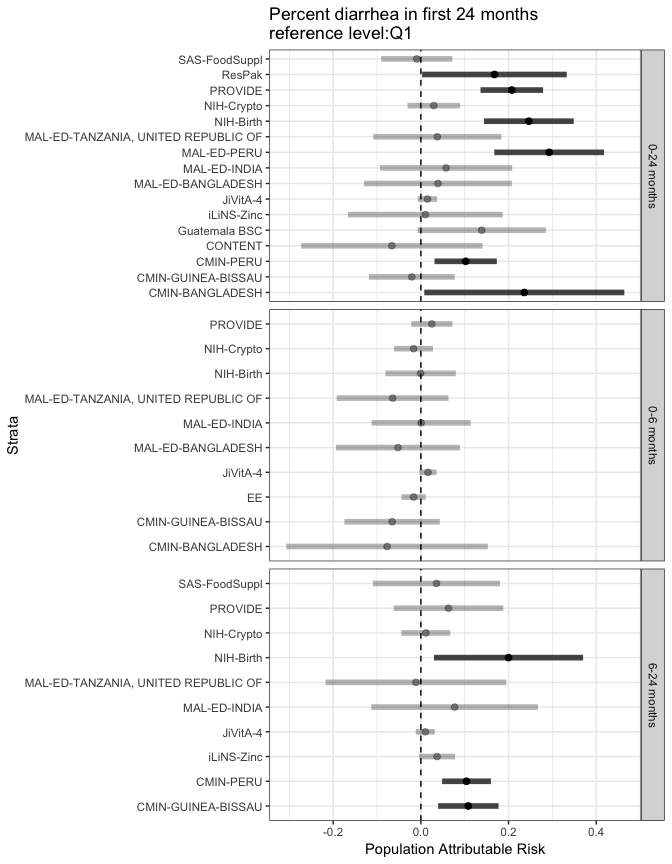 Percent diarrhea in first 24 months
reference level:Q1
Strata
SAS-FoodSuppl
ResPak
PROVIDE
NIH-Crypto
NIH-Birth
MAL-ED-TANZANIA, UNITED REPUBLIC OF
MAL-ED-PERU
MAL-ED-INDIA
MAL-ED-BANGLADESH
JiVitA-4
iLiNS-Zinc
Guatemala BSC
CONTENT
CMIN-PERU
CMIN-GUINEA-BISSAU
CMIN-BANGLADESH
0-24 months
PROVIDE
NIH-Crypto
NIH-Birth
MAL-ED-TANZANIA, UNITED REPUBLIC OF
MAL-ED-INDIA
MAL-ED-BANGLADESH
JiVitA-4
EE
CMIN-GUINEA-BISSAU
CMIN-BANGLADESH
0-6 months
SAS-FoodSuppl
PROVIDE
NIH-Crypto
NIH-Birth
MAL-ED-TANZANIA, UNITED REPUBLIC OF
MAL-ED-INDIA
JiVitA-4
iLiNS-Zinc
CMIN-PERU
CMIN-GUINEA-BISSAU
6-24 months
-0.2 0.0 0.2 0.4
Population Attributable Risk